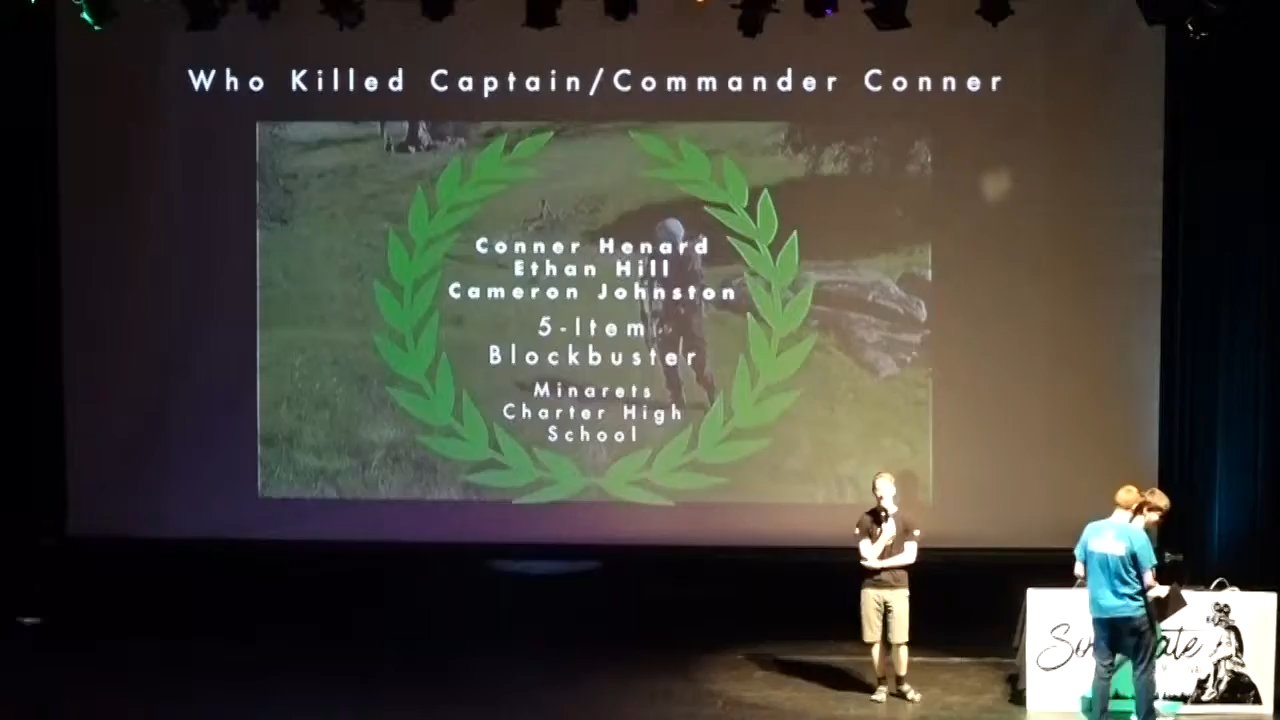 Who Killed Captain/Commander Conner
Conner Henard
Ethan Hill
Cameron Johnston
5-Item
Blockbuster
Minarets
Charter High
School